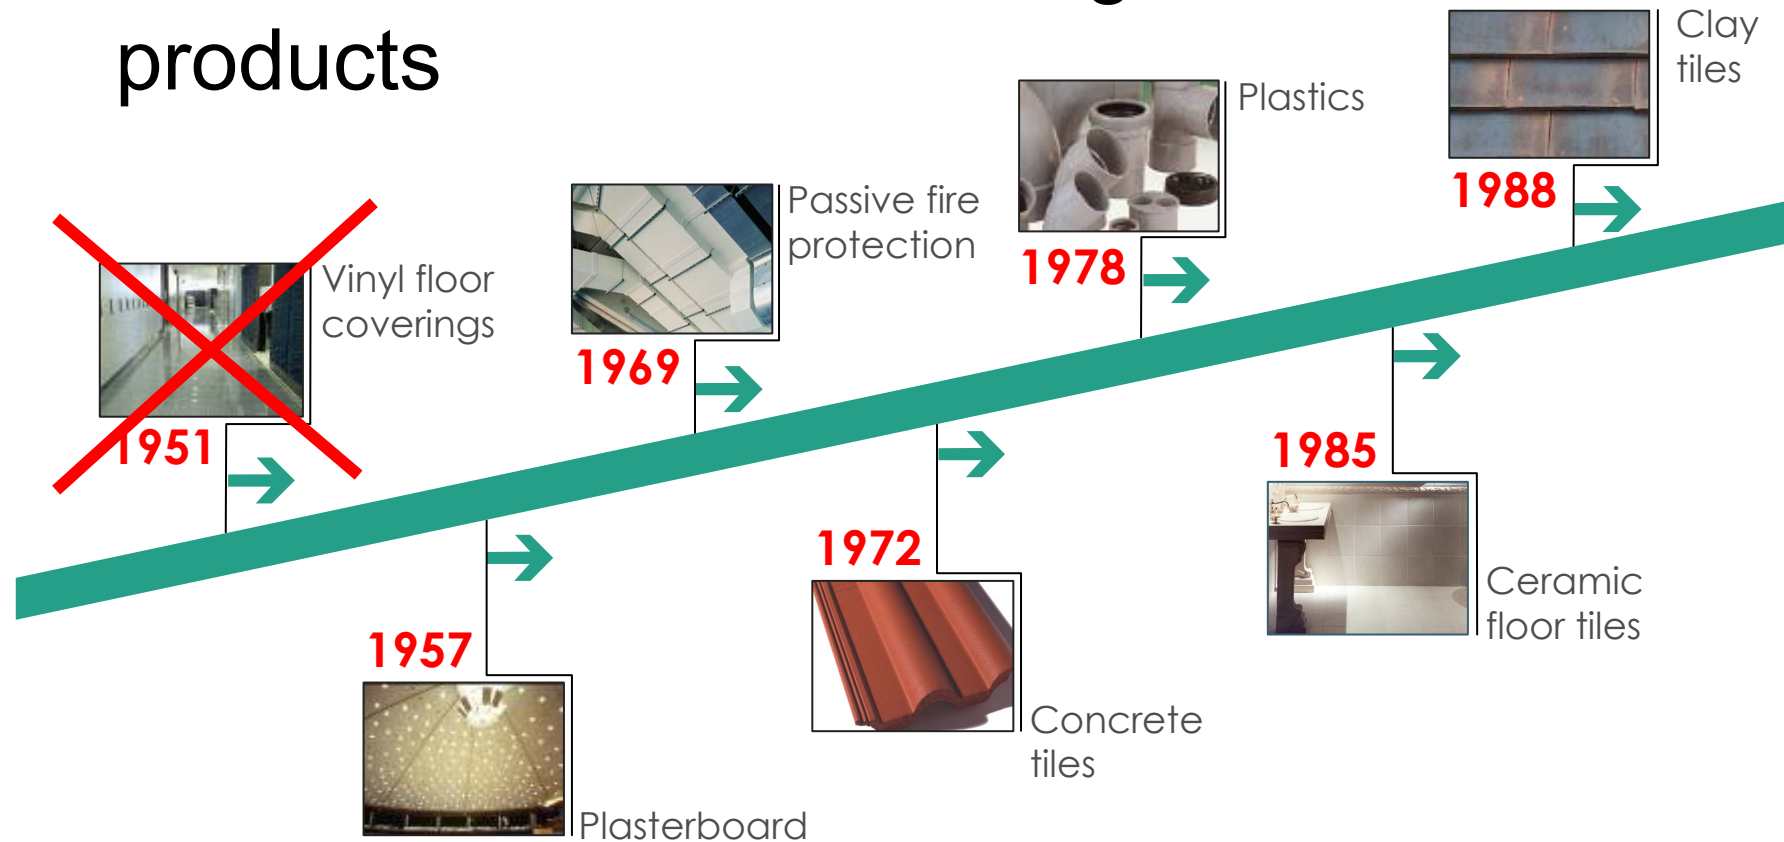 products
Clay
tiles
Plastics
1988
Passive fire
protection
1978
Vinyl floor
coverings
1969
1951
1985
1972
Ceramic
floor tiles
1957
Concrete
tiles
Plasterboard